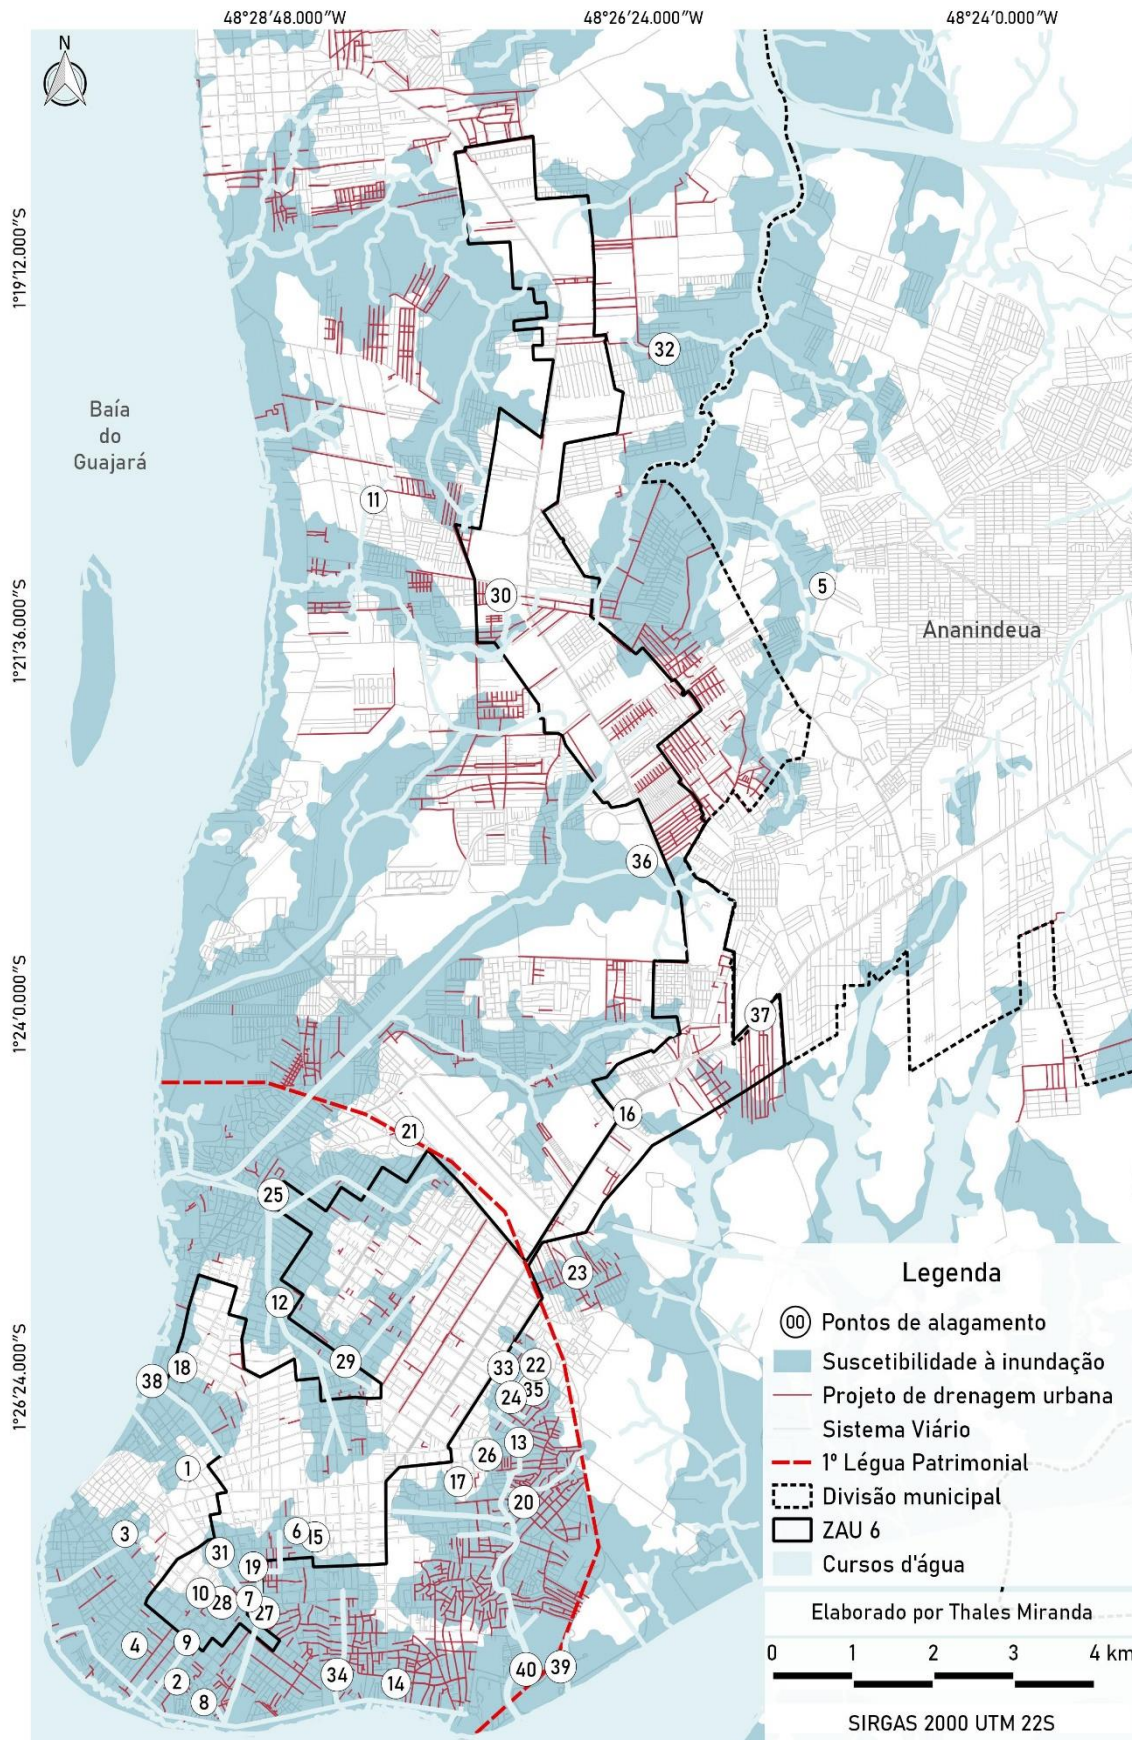 48°28'48.000"W
48°26'24.000"W
48°24'0.000"W
N
1°19'12.000"S
32
Baía
do
Guajará
11
5
30
Ananindeua
1°21'36.000"S
36
1°24'0.000"S
37
16
21
25
23
12
1°26'24.000"S
29
33
22
18
38
24
35
13
26
1
17
20
3
6
15
31
19
10
28
7
27
4
9
2
34
14
40
39
8
Legenda
00 Pontos de alagamento
Suscetibilidade à inundação
Projeto de drenagem urbana
Sistema Viário
1º Légua Patrimonial
Divisão municipal
ZAU 6
Cursos d'água
Elaborado por Thales Miranda
0 1 2 3 4 km
SIRGAS 2000 UTM 22S